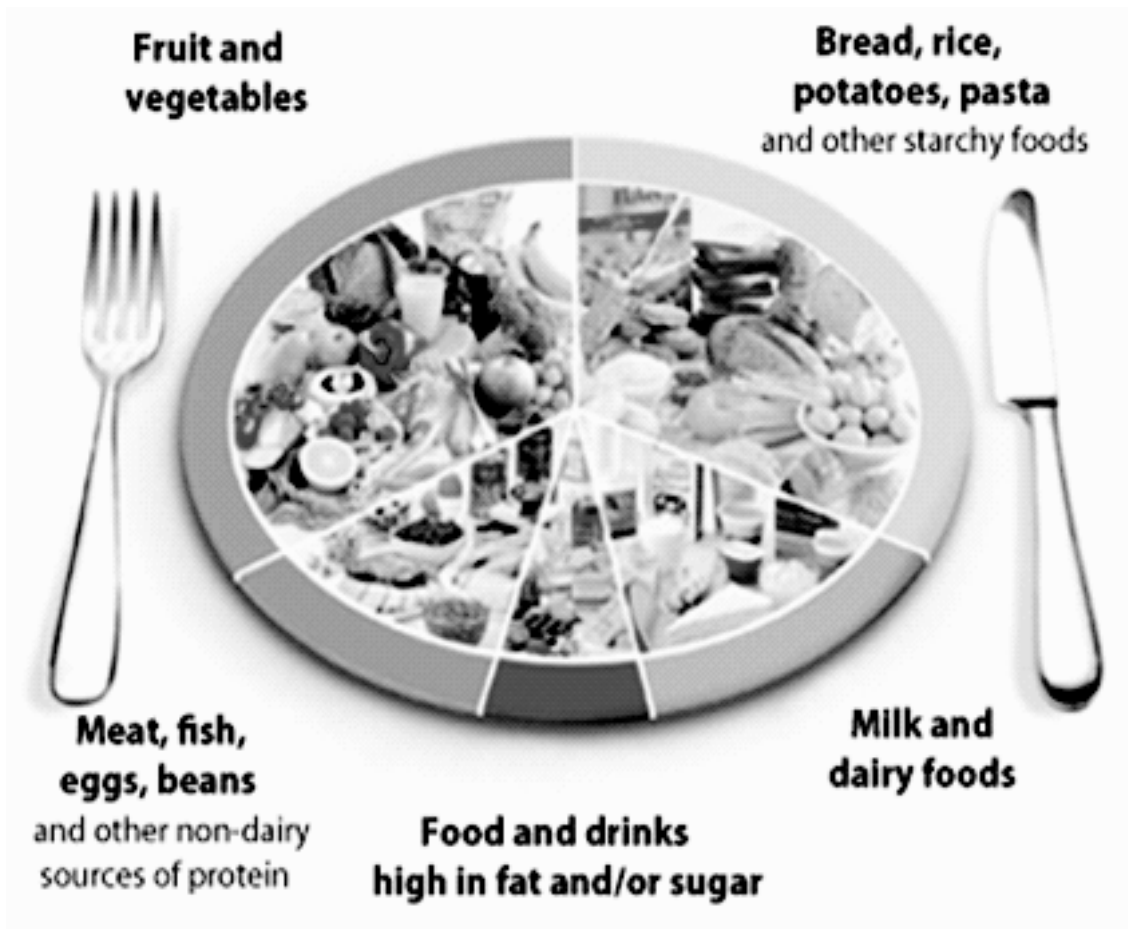 Fruit and
vegetables
Bread, rice,
potatoes, pasta
and other starchy foods
Meat, fish,
eggs, beans
and other non-dairy
sources of protein
Food and drinks
high in fat and/or sugar
Milk and
dairy foods